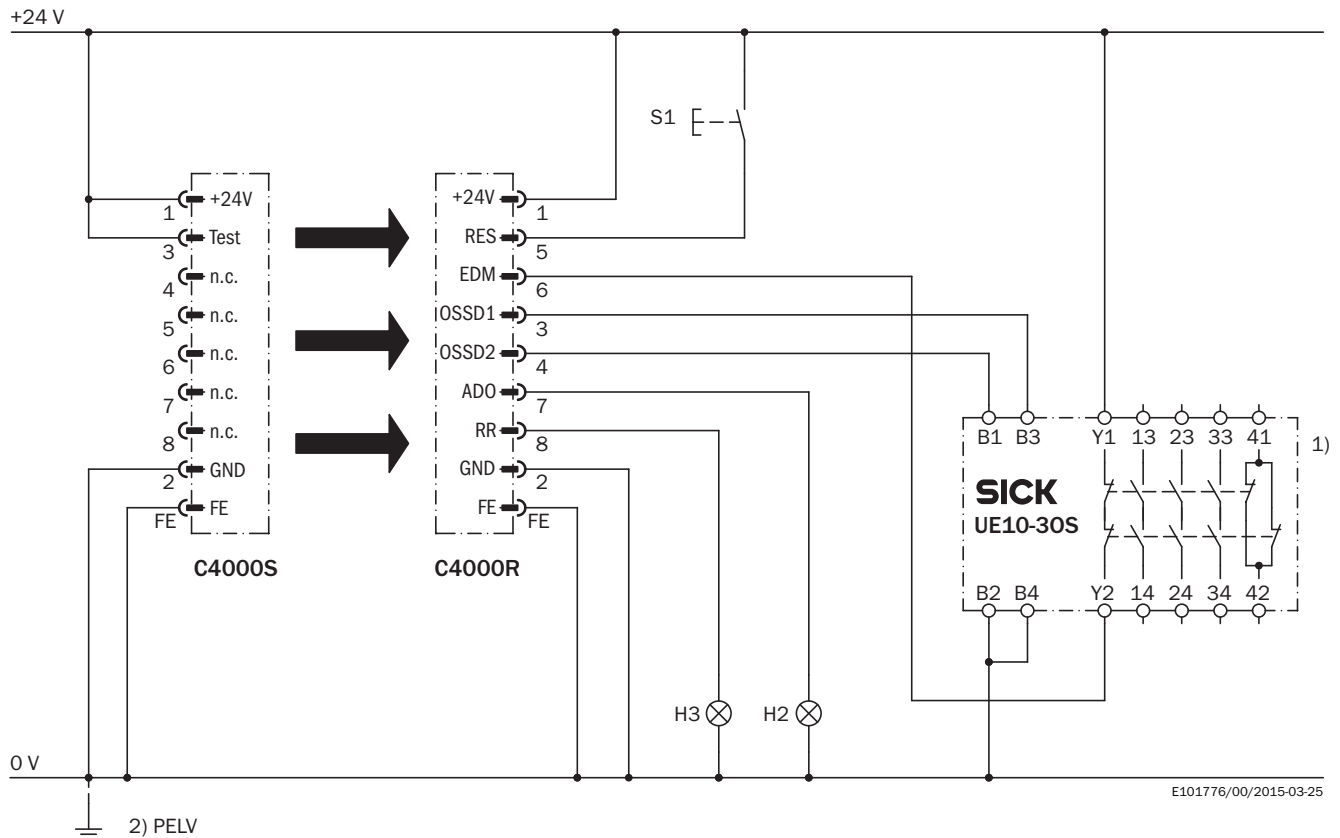 +24 V
S1
1 +24V
3 Test
4 n.c.
5 n.c.
6 n.c.
7 n.c.
8 n.c.
2 GND
FE FE
C4000S
+24V 1
RES 5
EDM 6
OSSD1 3
OSSD2 4
ADO 7
RR 8
GND 2
FE FE
C4000R
B1 B3 Y1 13 23 33 41
1)
SICK
UE10-30S
B2 B4 Y2 14 24 34 42
H3 H2
0 V
E101776/00/2015-03-25
2) PELV